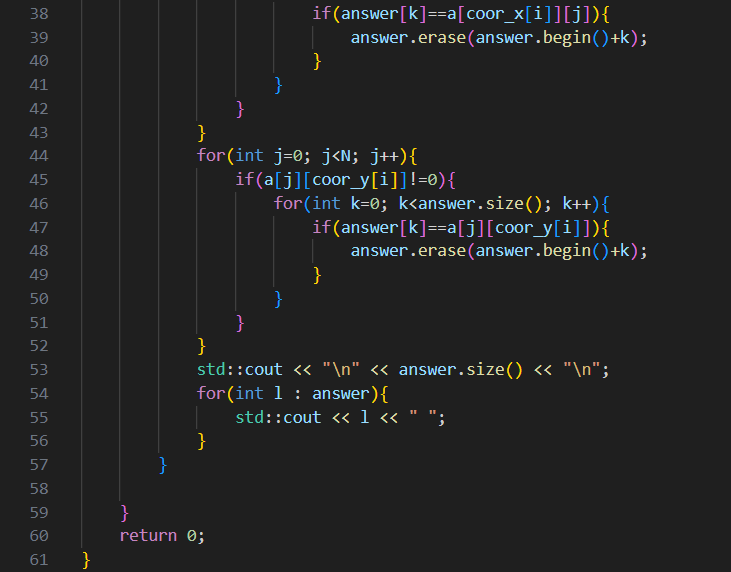 38 if(answer[k]==a[coor_x[i]][j]){
39 answer.erase(answer.begin()+k);
40 }
41 }
42 }
43 }
44 for(int j=0; j<N; j++){
45 if(a[j][coor_y[i]]!=0){
46 for(int k=0; k<answer.size(); k++){
47 if(answer[k]==a[j][coor_y[i]]){
48 answer.erase(answer.begin()+k);
49 }
50 }
51 }
52 }
53 std::cout << "\n" << answer.size() << "\n";
54 for(int l : answer){
55 std::cout << l << " ";
56 }
57 }
58
59 }
60 return 0;
61 }